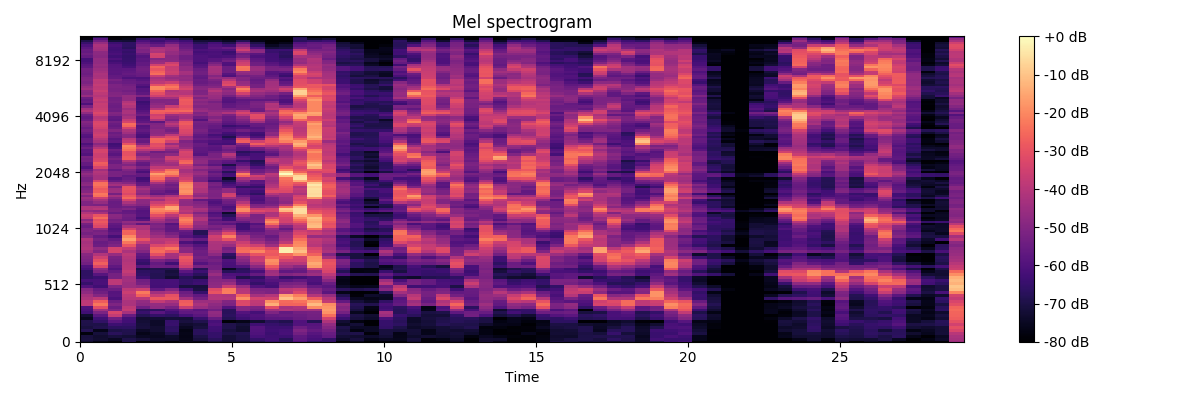 Mel spectrogram
Hz
8192
4096
2048
1024
512
0
0 5 10 15 20 25
Time
+0 dB
-10 dB
-20 dB
-30 dB
-40 dB
-50 dB
-60 dB
-70 dB
-80 dB